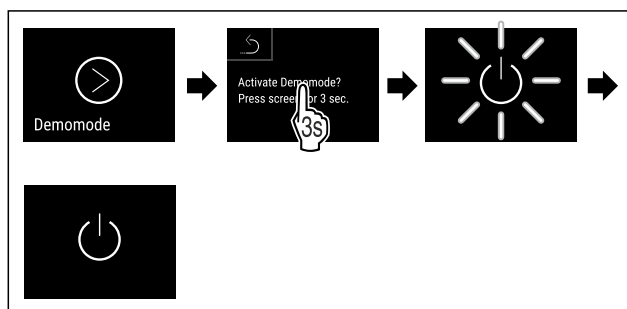 Demomode
Activate Demomode?
Press screen for 3 sec.
3s